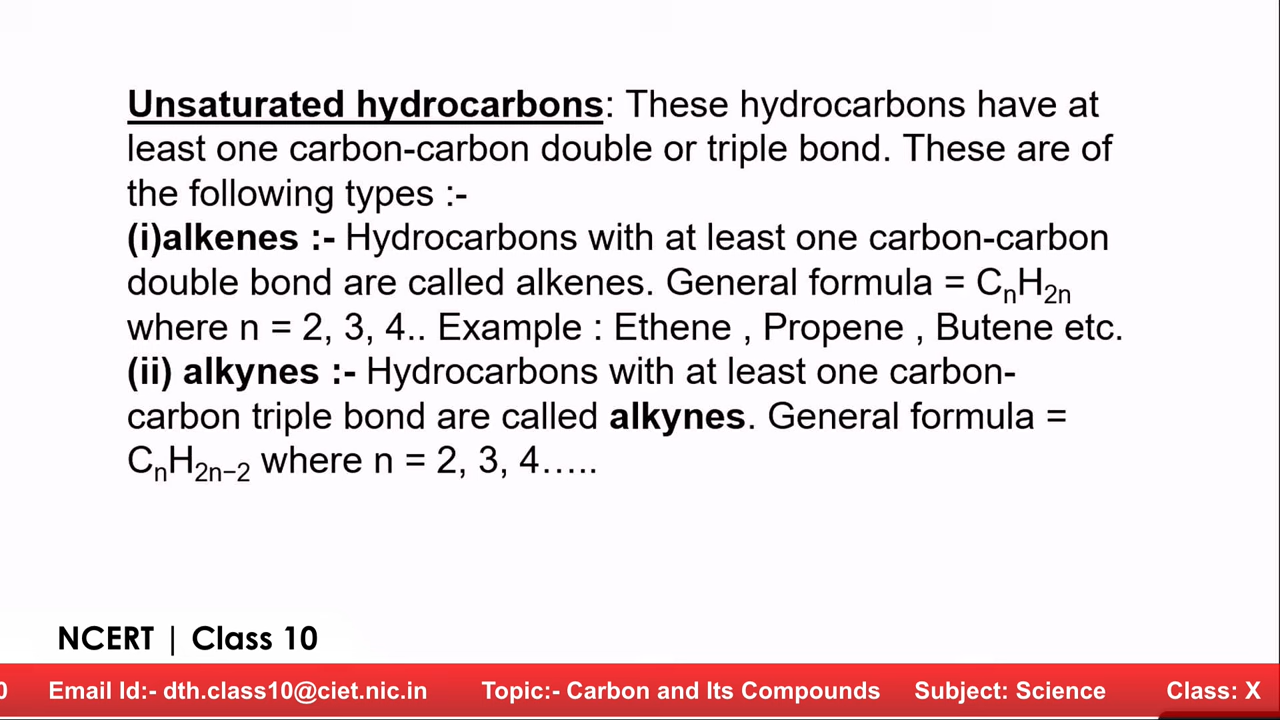 Unsaturated hydrocarbons: These hydrocarbons have at
least one carbon-carbon double or triple bond. These are of
the following types :-
(i)alkenes :- Hydrocarbons with at least one carbon-carbon
double bond are called alkenes. General formula = CₙH₂ₙ
where n = 2, 3, 4.. Example : Ethene , Propene , Butene etc.
(ii) alkynes :- Hydrocarbons with at least one carbon-
carbon triple bond are called alkynes. General formula =
CₙH₂ₙ₋₂ where n = 2, 3, 4…..
NCERT | Class 10
0 Email Id:- dth.class10@ciet.nic.in Topic:- Carbon and Its Compounds Subject: Science Class: X